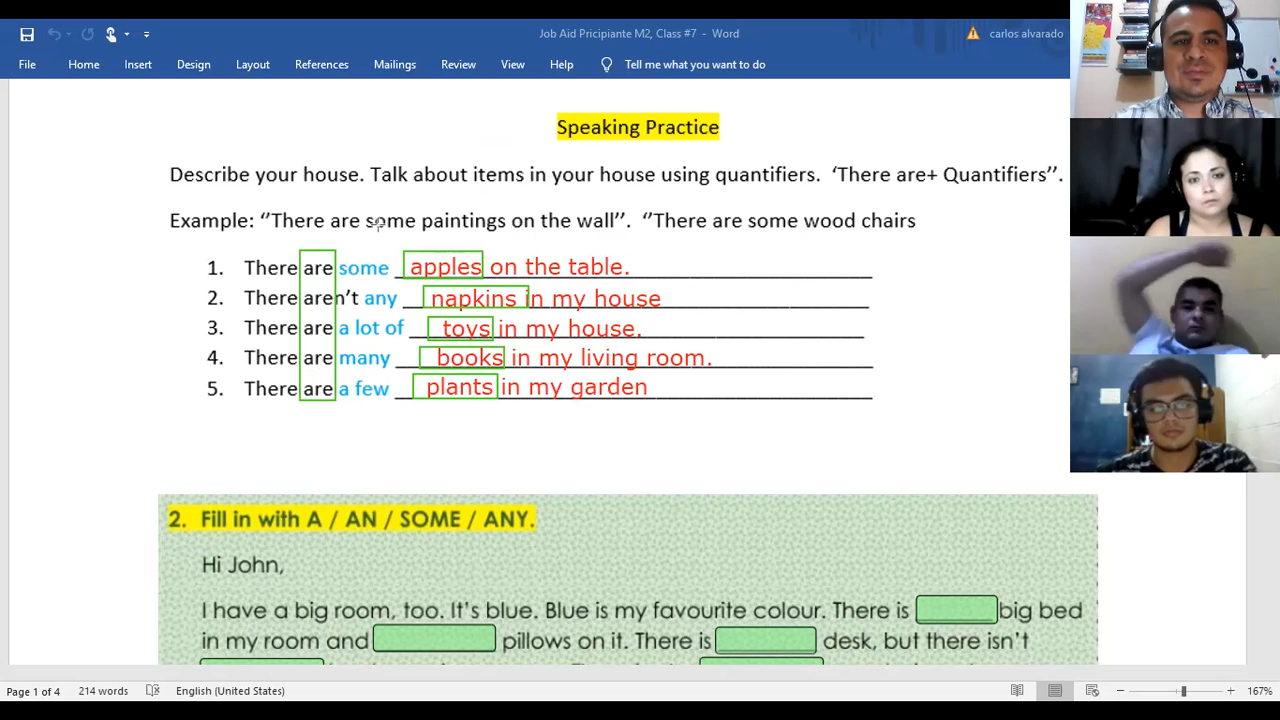 Job Aid Pricipiante M2, Class #7 - Word
carlos alvarado
File Home Insert Design Layout References Mailings Review View Help Tell me what you want to do
Speaking Practice
Describe your house. Talk about items in your house using quantifiers. ‘There are+ Quantifiers’’.
Example: ‘’There are some paintings on the wall’’. ‘’There are some wood chairs
1. There are some apples on the table.
2. There aren’t any napkins in my house
3. There are a lot of toys in my house.
4. There are many books in my living room.
5. There are a few plants in my garden
2. Fill in with A / AN / SOME / ANY.
Hi John,
I have a big room, too. It’s blue. Blue is my favourite colour. There is big bed
in my room and pillows on it. There is desk, but there isn’t
Page 1 of 4 214 words English (United States) 167%